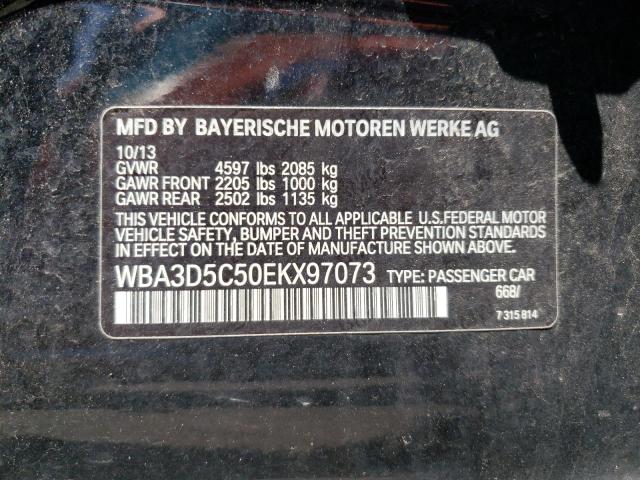 MFD BY BAYERISCHE MOTOREN WERKE AG
10/13
GVWR 4597 lbs 2085 kg
GAWR FRONT 2205 lbs 1000 kg
GAWR REAR 2502 lbs 1135 kg
THIS VEHICLE CONFORMS TO ALL APPLICABLE U.S.FEDERAL MOTOR
VEHICLE SAFETY, BUMPER, AND THEFT PREVENTION STANDARDS
IN EFFECT ON THE DATE OF MANUFACTURE SHOWN ABOVE.
WBA3D5C50EKX97073 TYPE: PASSENGER CAR
668/
7 315 814